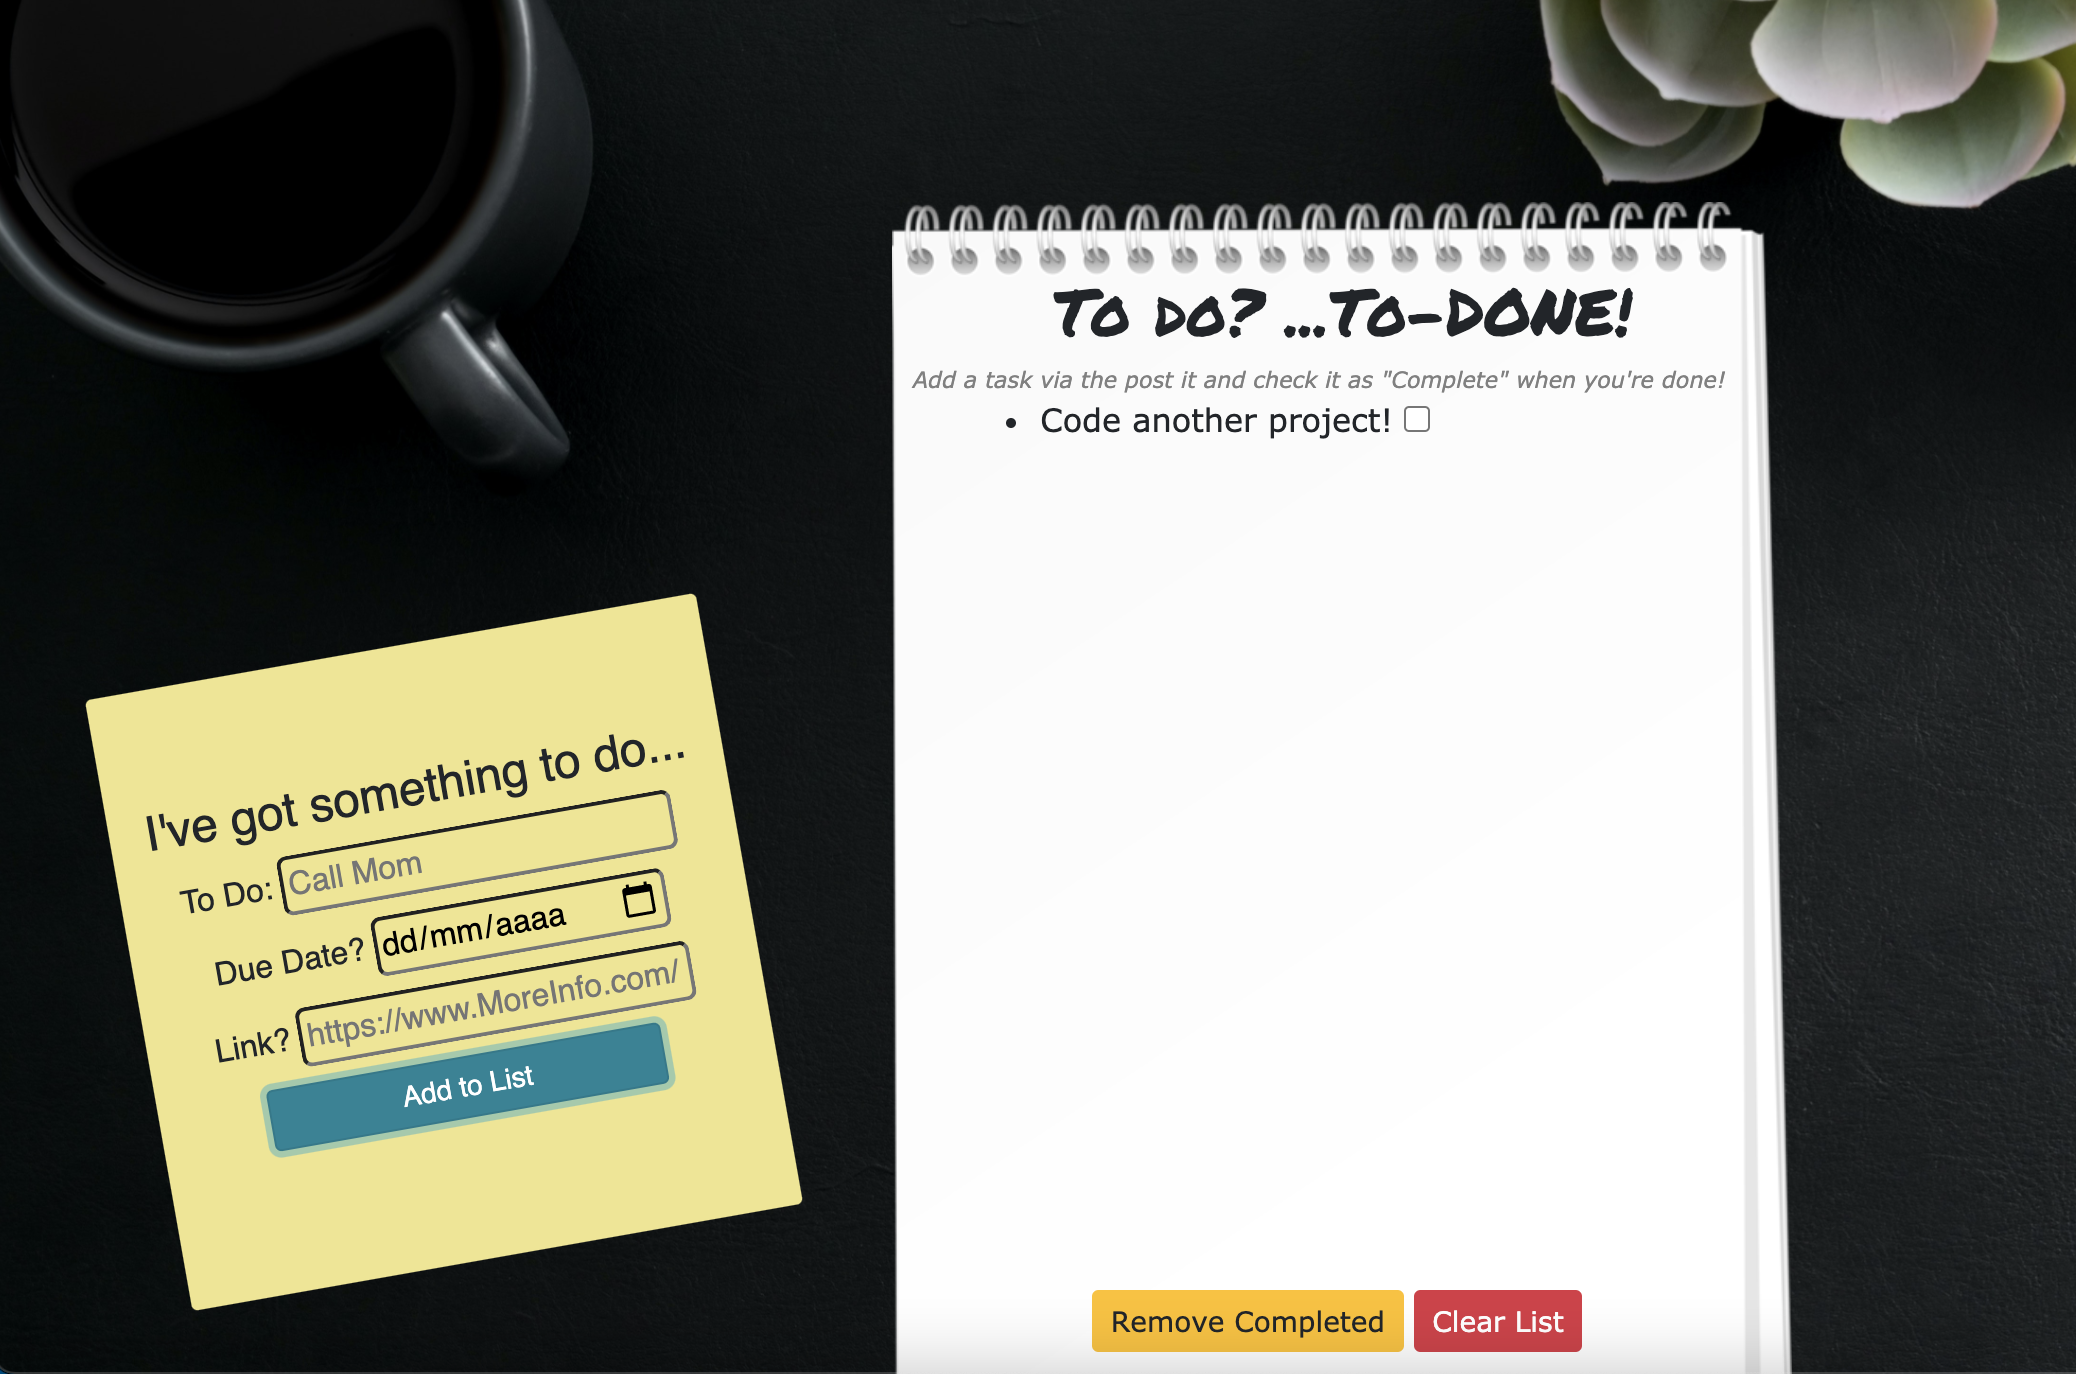 To do? ...To-DONE!
Add a task via the post it and check it as "Complete" when you're done!
• Code another project!
I've got something to do...
To Do: Call Mom
Due Date? dd/mm/aaaa
Link? https://www.MoreInfo.com/
Add to List
Remove Completed Clear List